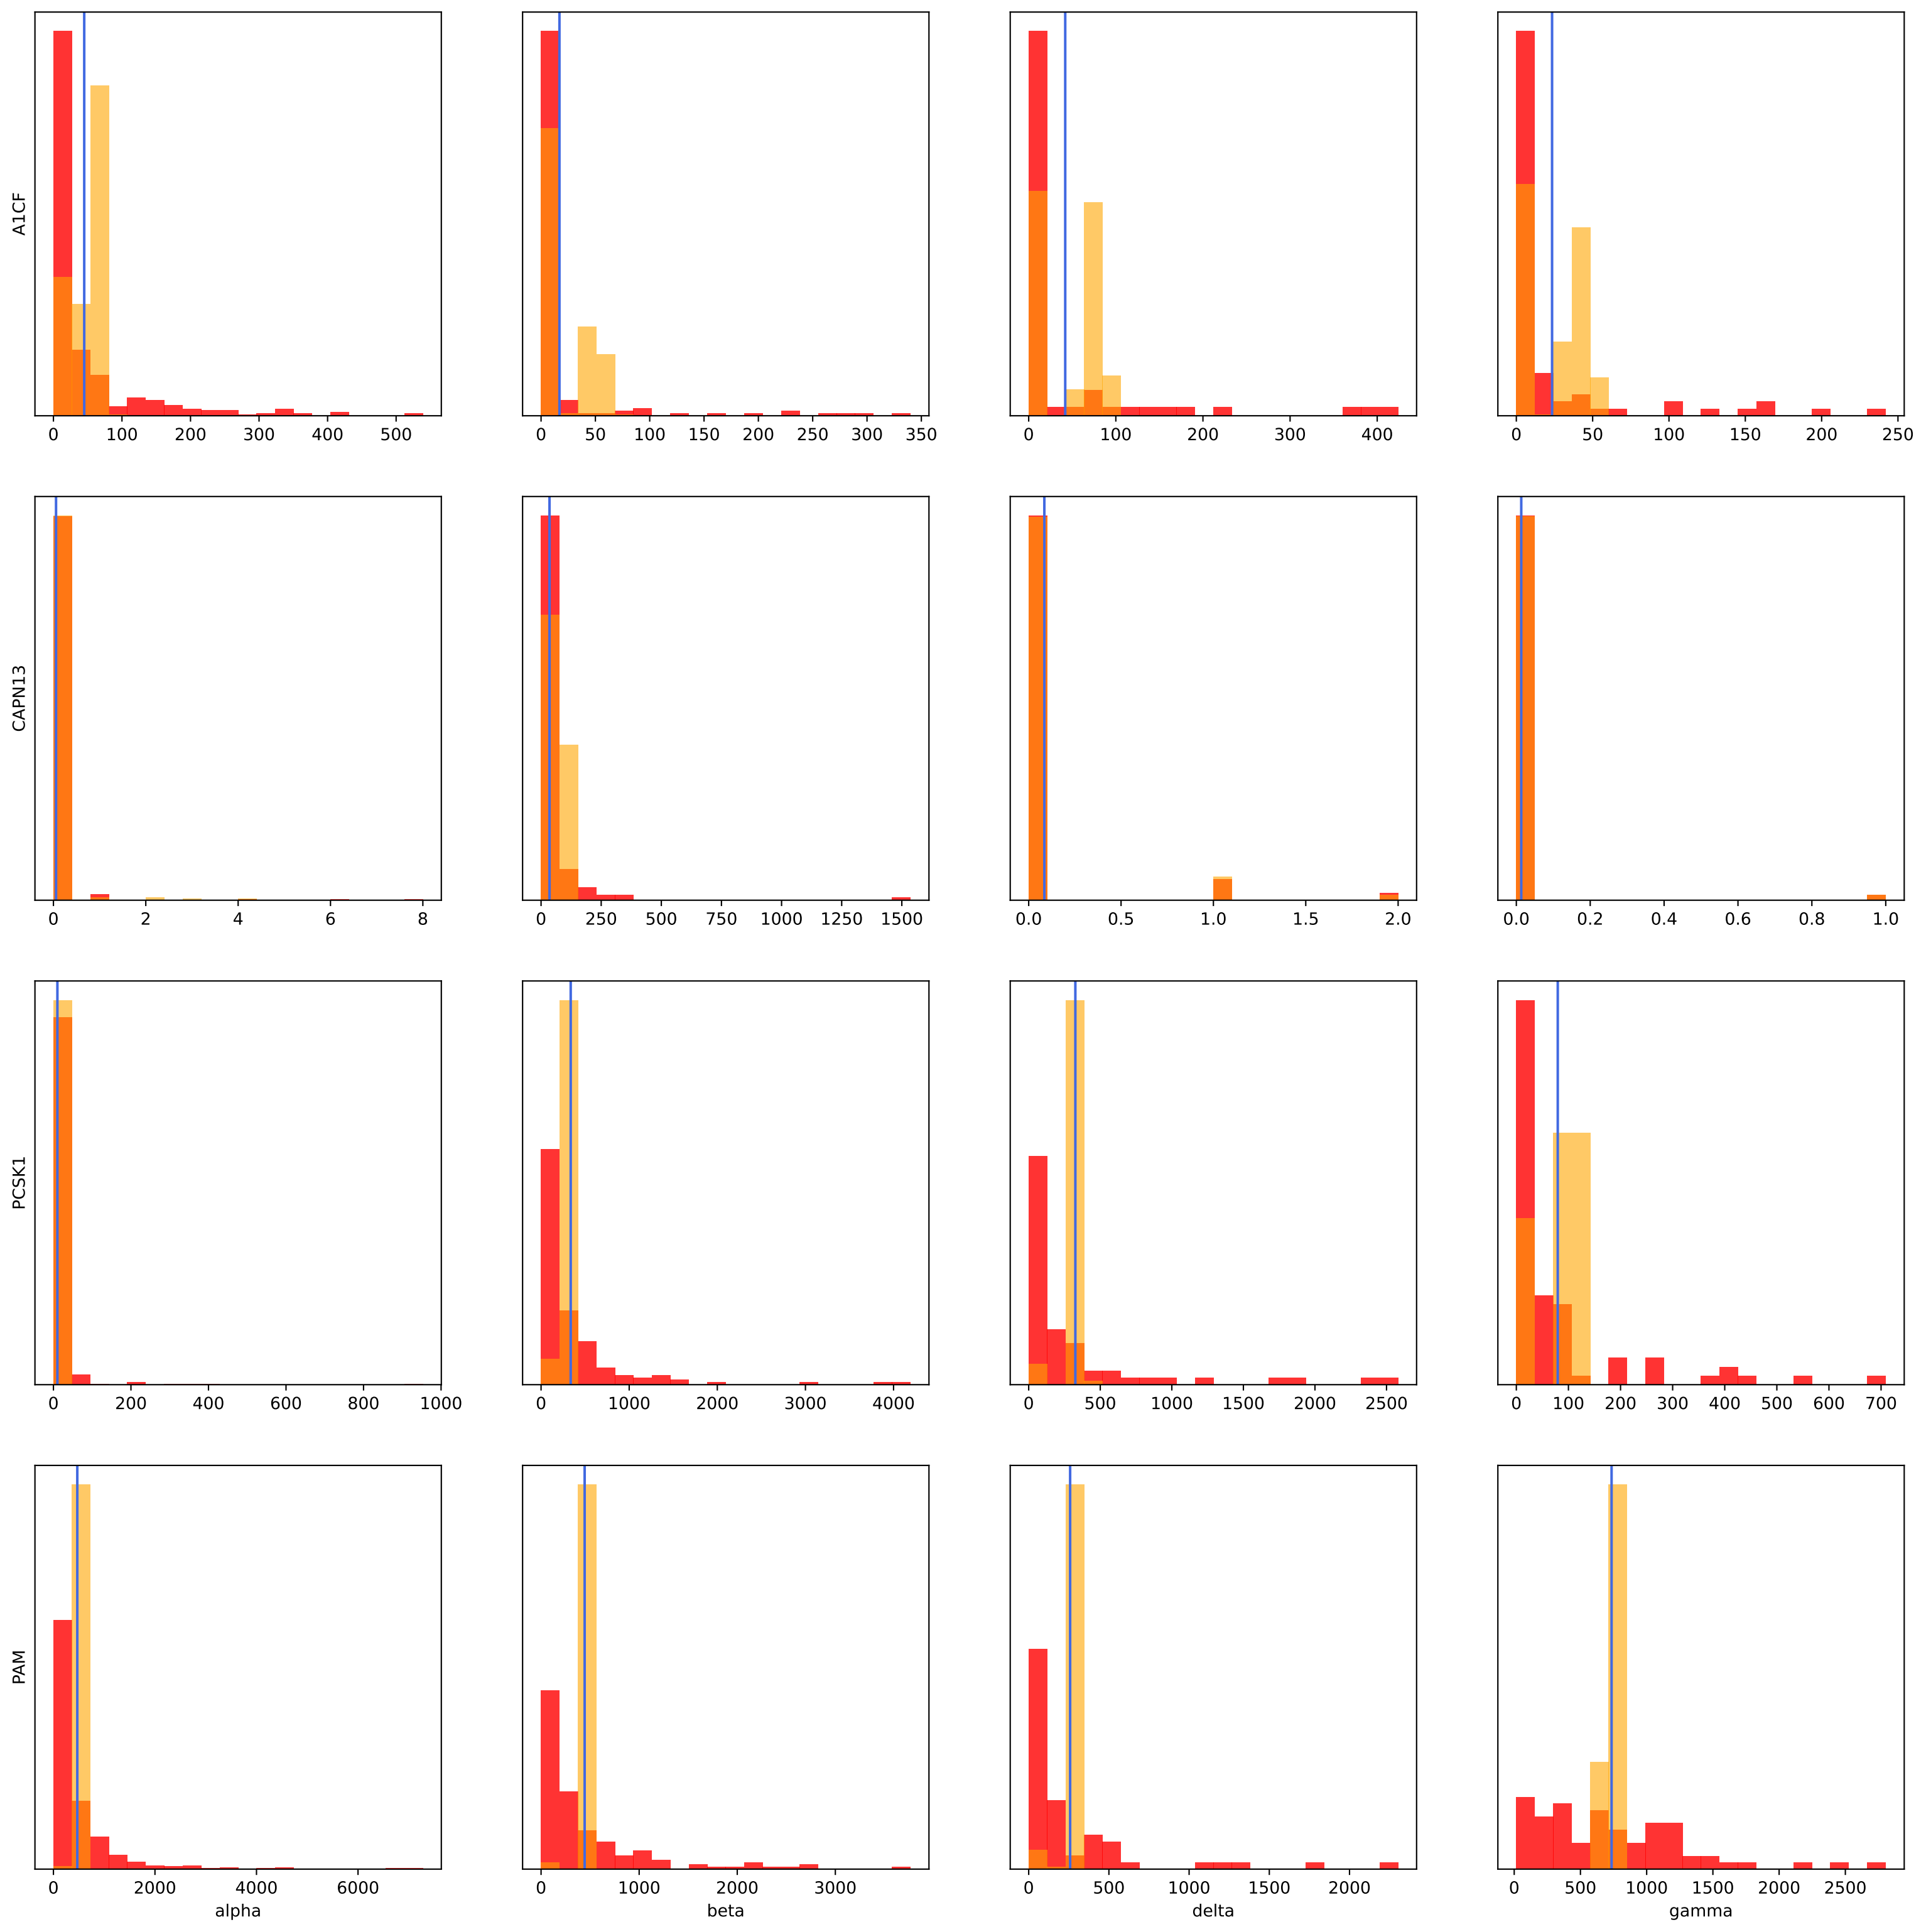 A1CF
0 100 200 300 400 500
0 50 100 150 200 250 300 350
0 100 200 300 400
0 50 100 150 200 250
CAPN13
0 2 4 6 8
0 250 500 750 1000 1250 1500
0.0 0.5 1.0 1.5 2.0
0.0 0.2 0.4 0.6 0.8 1.0
PCSK1
0 200 400 600 800 1000
0 1000 2000 3000 4000
0 500 1000 1500 2000 2500
0 100 200 300 400 500 600 700
PAM
0 2000 4000 6000
0 1000 2000 3000
0 500 1000 1500 2000
0 500 1000 1500 2000 2500
alpha
beta
delta
gamma